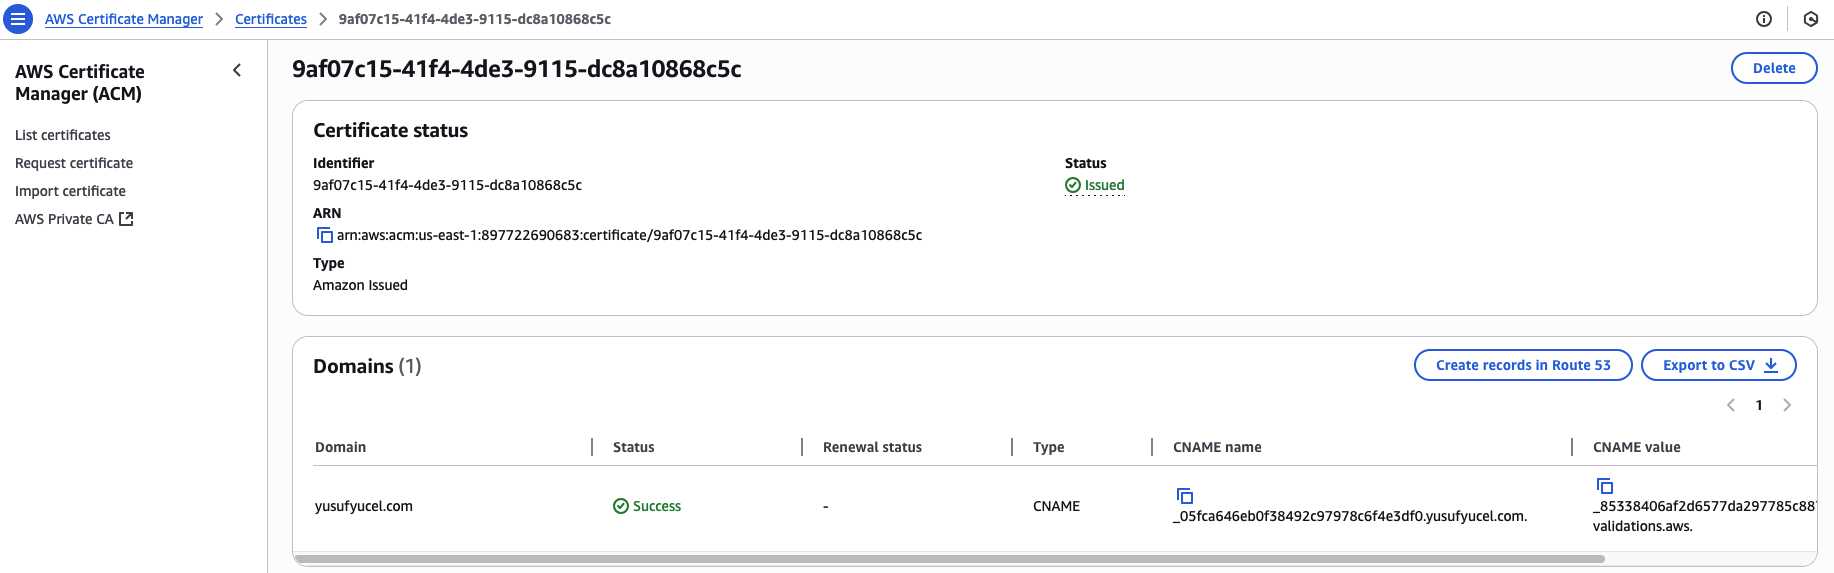 AWS Certificate Manager > Certificates > 9af07c15-41f4-4de3-9115-dc8a10868c5c
AWS Certificate
Manager (ACM)
List certificates
Request certificate
Import certificate
AWS Private CA
9af07c15-41f4-4de3-9115-dc8a10868c5c
Delete
Certificate status
Identifier
9af07c15-41f4-4de3-9115-dc8a10868c5c
Status
Issued
ARN
arn:aws:acm:us-east-1:897722690683:certificate/9af07c15-41f4-4de3-9115-dc8a10868c5c
Type
Amazon Issued
Domains (1)
Create records in Route 53
Export to CSV
1
Domain Status Renewal status Type CNAME name CNAME value
yusufyucel.com Success - CNAME
_05fca646eb0f38492c97978c6f4e3df0.yusufyucel.com.
_85338406af2d6577da297785c88
validations.aws.